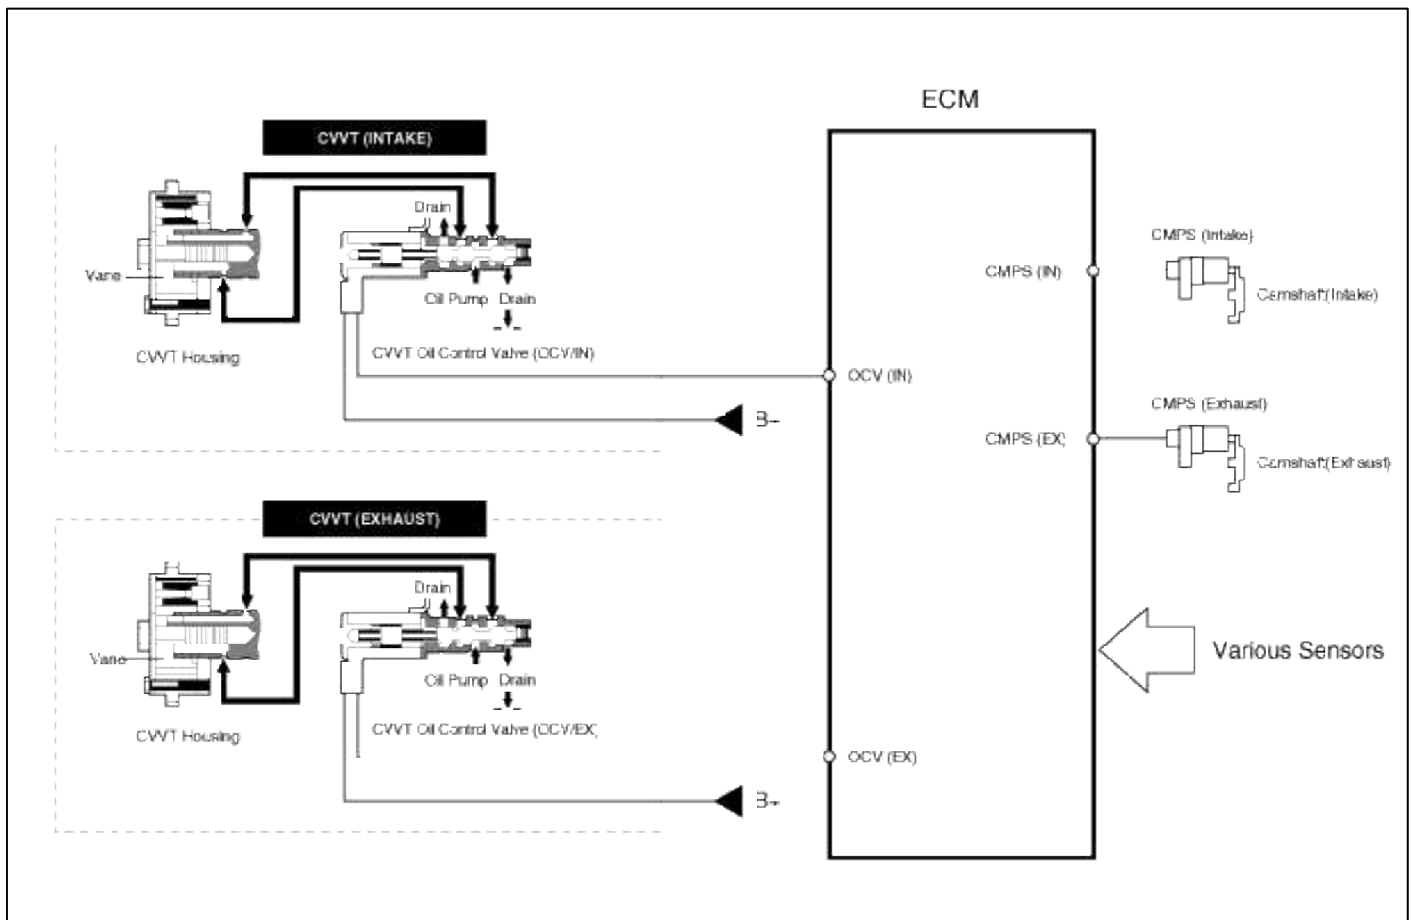 ECM
CVVT (INTAKE)
Drain
Vane
Oil Pump Drain
CVVT Housing
CVVT Oil Control Valve (OCV/IN)
B+
CMPS (IN)
OCV (IN)
CMPS (EX)
CMPS (Intake)
Camshaft(Intake)
CMPS (Exhaust)
Camshaft(Exhaust)
CVVT (EXHAUST)
Drain
Vane
Oil Pump Drain
CVVT Housing
CVVT Oil Control Valve (OCV/EX)
B+
OCV (EX)
Various Sensors